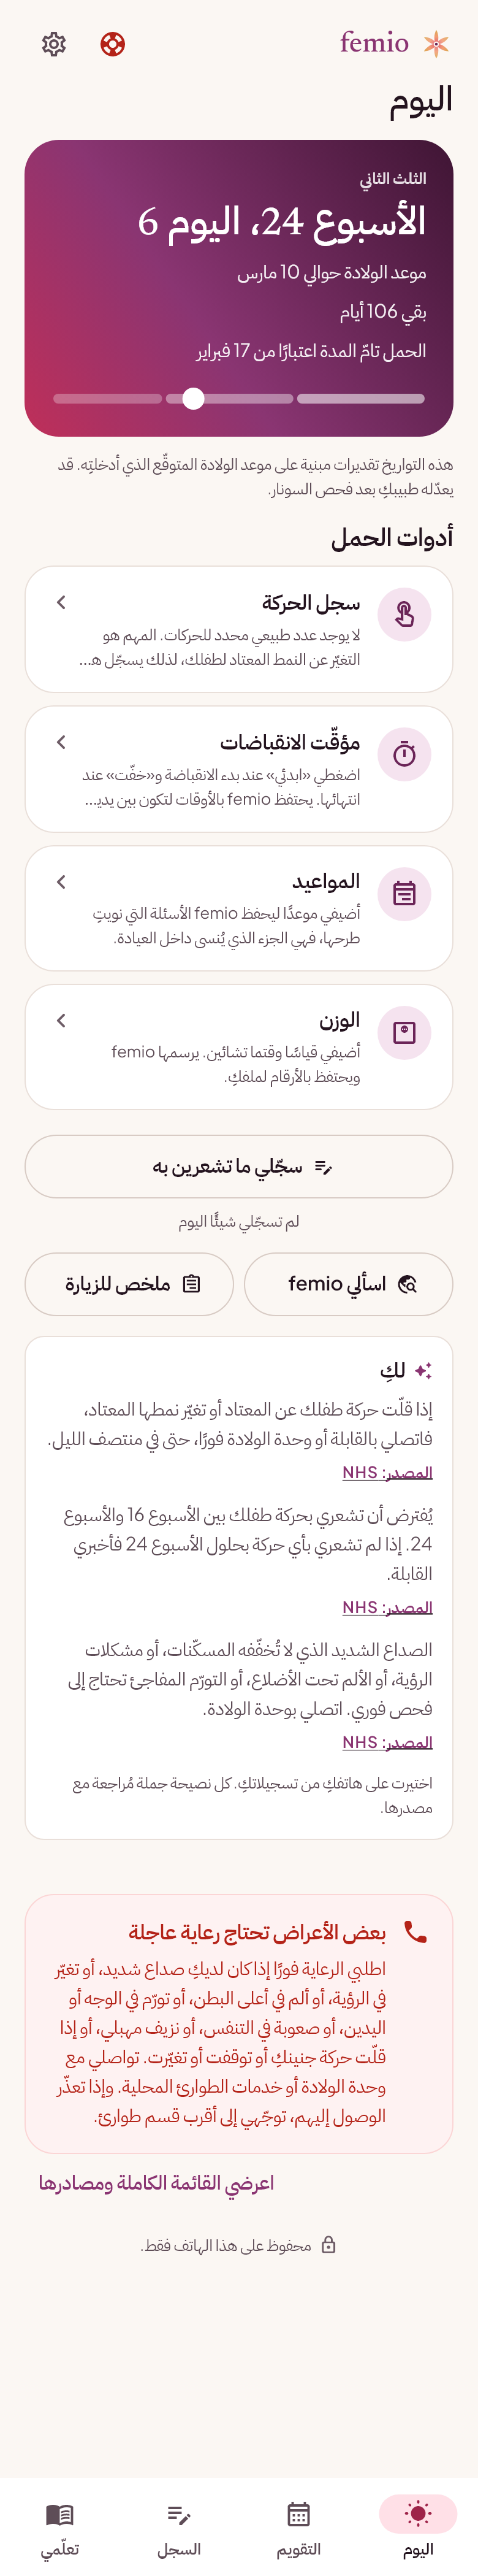 femio
اليوم
الثلث الثاني
الأسبوع 24، اليوم 6
موعد الولادة حوالي 10 مارس
بقي 106 أيام
الحمل تامّ المدة اعتبارًا من 17 فبراير
هذه التواريخ تقديرات مبنية على موعد الولادة المتوقّع الذي أدخلتِه. قد
يعدّله طبيبكِ بعد فحص السونار.
أدوات الحمل
سجل الحركة
لا يوجد عدد طبيعي محدد للحركات. المهم هو
التغيّر عن النمط المعتاد لطفلك، لذلك يسجّل هـ...
مؤقّت الانقباضات
اضغطي «ابدئي» عند بدء الانقباضة و«خفّت» عند
انتهائها. يحتفظ femio بالأوقات لتكون بين يديـ...
المواعيد
أضيفي موعدًا ليحفظ femio الأسئلة التي نويتِ
طرحها، فهي الجزء الذي يُنسى داخل العيادة.
الوزن
أضيفي قياسًا وقتما تشائين. يرسمها femio
ويحتفظ بالأرقام لملفكِ.
سجّلي ما تشعرين به
لم تسجّلي شيئًا اليوم
اسألي femio
ملخص للزيارة
لكِ
إذا قلّت حركة طفلك عن المعتاد أو تغيّر نمطها المعتاد،
فاتصلي بالقابلة أو وحدة الولادة فورًا، حتى في منتصف الليل.
المصدر: NHS
يُفترض أن تشعري بحركة طفلك بين الأسبوع 16 والأسبوع
24. إذا لم تشعري بأي حركة بحلول الأسبوع 24 فأخبري
القابلة.
المصدر: NHS
الصداع الشديد الذي لا تُخفّفه المسكّنات، أو مشكلات
الرؤية، أو الألم تحت الأضلاع، أو التورّم المفاجئ تحتاج إلى
فحص فوري. اتصلي بوحدة الولادة.
المصدر: NHS
اختيرت على هاتفكِ من تسجيلاتكِ. كل نصيحة جملة مُراجعة مع
مصدرها.
بعض الأعراض تحتاج رعاية عاجلة
اطلبي الرعاية فورًا إذا كان لديكِ صداع شديد، أو تغيّر
في الرؤية، أو ألم في أعلى البطن، أو تورّم في الوجه أو
اليدين، أو صعوبة في التنفس، أو نزيف مهبلي، أو إذا
قلّت حركة جنينكِ أو توقفت أو تغيّرت. تواصلي مع
وحدة الولادة أو خدمات الطوارئ المحلية. وإذا تعذّر
الوصول إليهم، توجّهي إلى أقرب قسم طوارئ.
اعرضي القائمة الكاملة ومصادرها
محفوظ على هذا الهاتف فقط.
اليوم
التقويم
السجل
تعلّمي